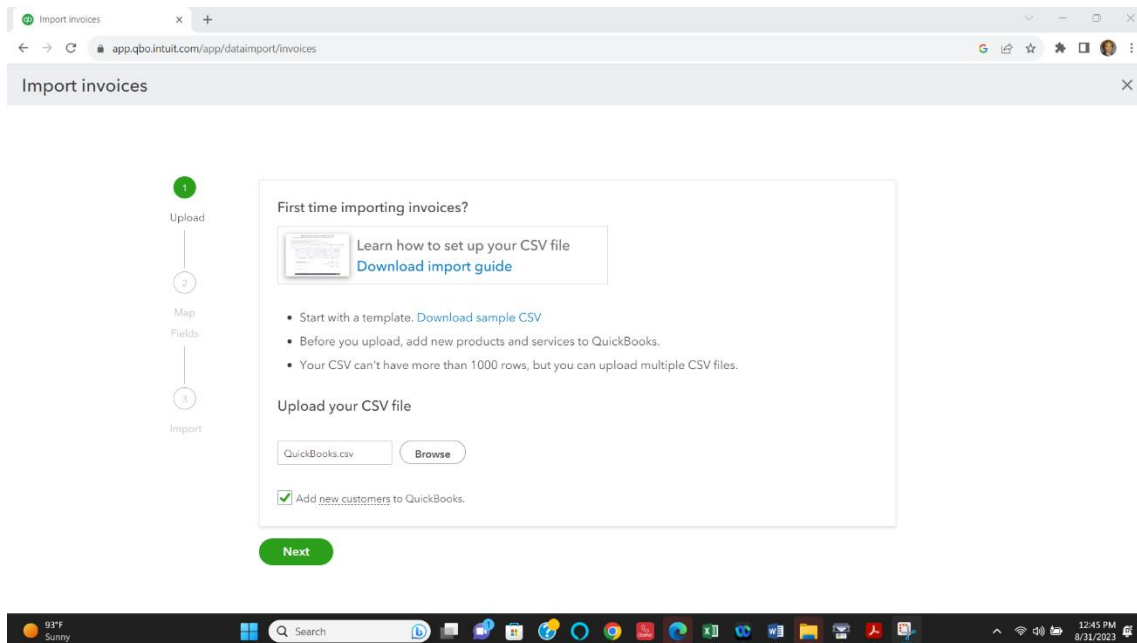 Import invoices
app.qbo.intuit.com/app/dataimport/invoices
Import invoices
1
Upload
2
Map
Fields
3
Import
First time importing invoices?
Learn how to set up your CSV file
Download import guide
Start with a template. Download sample CSV
Before you upload, add new products and services to QuickBooks.
Your CSV can't have more than 1000 rows, but you can upload multiple CSV files.
Upload your CSV file
QuickBooks.csv
Browse
Add new customers to QuickBooks.
Next
93°F
Sunny
Search
12:45 PM
8/31/2023